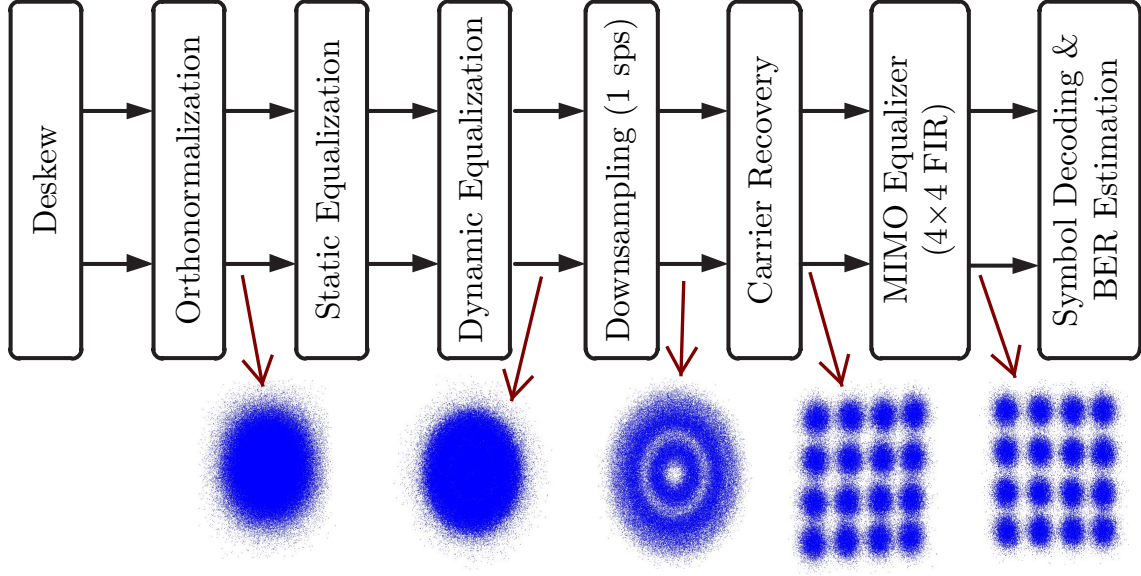 Deskew
Orthonormalization
Static Equalization
Dynamic Equalization
Downsampling (1 sps)
Carrier Recovery
MIMO Equalizer
(4×4 FIR)
Symbol Decoding &
BER Estimation